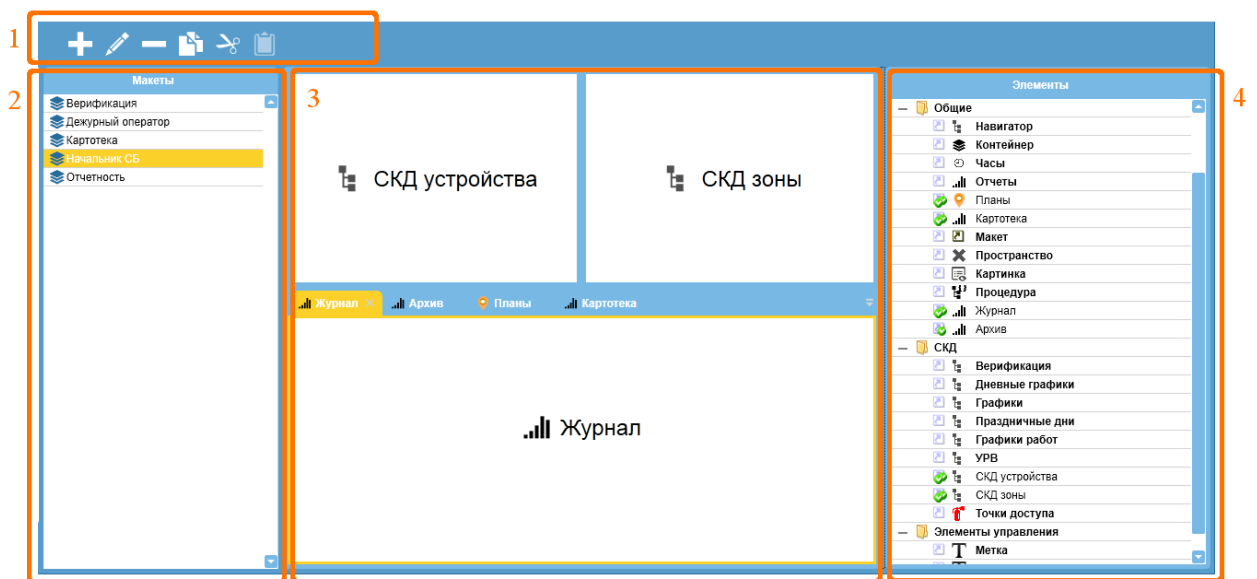 1
2
Макеты
Верификация
Дежурный оператор
Картотека
Начальник СБ
Отчетность
3
СКД устройства
СКД зоны
Журнал
Архив
Планы
Картотека
Журнал
4
Элементы
Общие
Навигатор
Контейнер
Часы
Отчеты
Планы
Картотека
Макет
Пространство
Картинка
Процедура
Журнал
Архив
СКД
Верификация
Дневные графики
Графики
Праздничные дни
Графики работ
УРВ
СКД устройства
СКД зоны
Точки доступа
Элементы управления
Метка